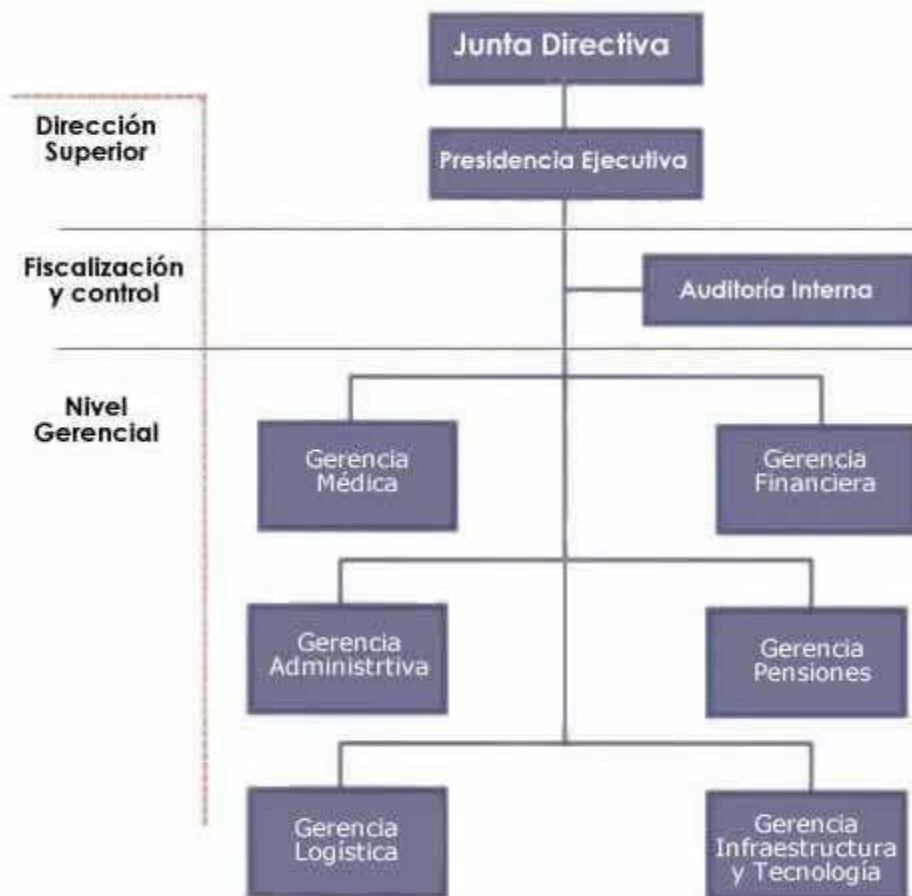 Junta Directiva
Dirección
Superior
Presidencia Ejecutiva
Fiscalización
y control
Auditoría Interna
Nivel
Gerencial
Gerencia
Médica
Gerencia
Financiera
Gerencia
Administrtiva
Gerencia
Pensiones
Gerencia
Logística
Gerencia
Infraestructura
y Tecnología